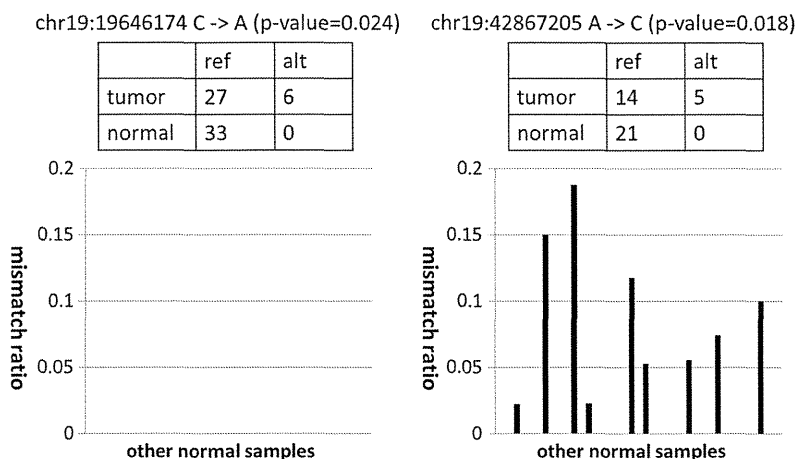 chr19:19646174 C -> A (p-value=0.024)
ref alt
tumor 27 6
normal 33 0
0.2
0.15
0.1
0.05
0
mismatch ratio
other normal samples
chr19:42867205 A -> C (p-value=0.018)
ref alt
tumor 14 5
normal 21 0
0.2
0.15
0.1
0.05
0
mismatch ratio
other normal samples